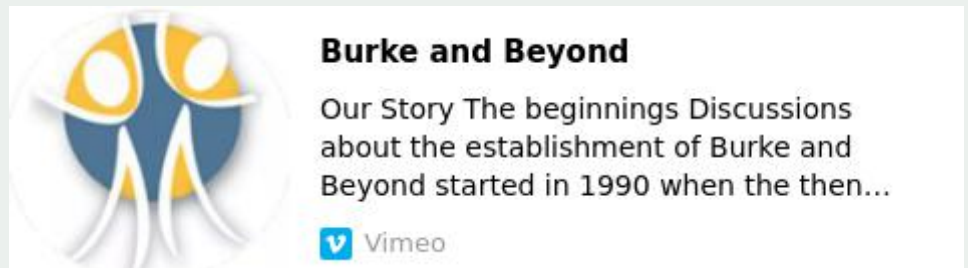 Burke and Beyond
Our Story The beginnings Discussions
about the establishment of Burke and
Beyond started in 1990 when the then...
Vimeo